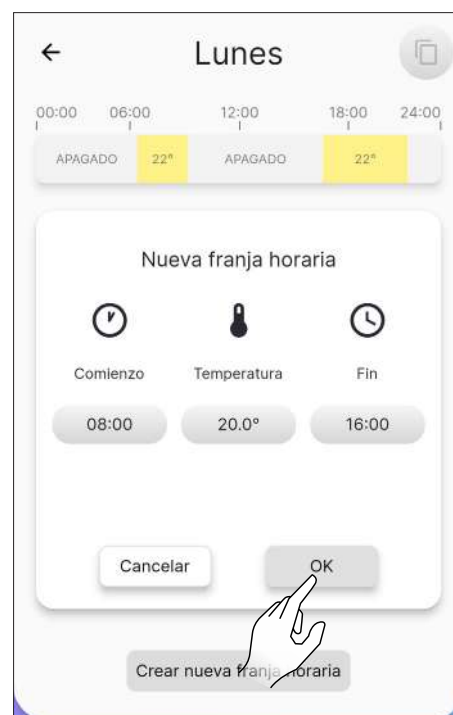 Lunes
00:00 06:00 12:00 18:00 24:00
APAGADO 22° APAGADO 22°
Nueva franja horaria
Comienzo Temperatura Fin
08:00 20.0° 16:00
Cancelar OK
Crear nueva franja horaria